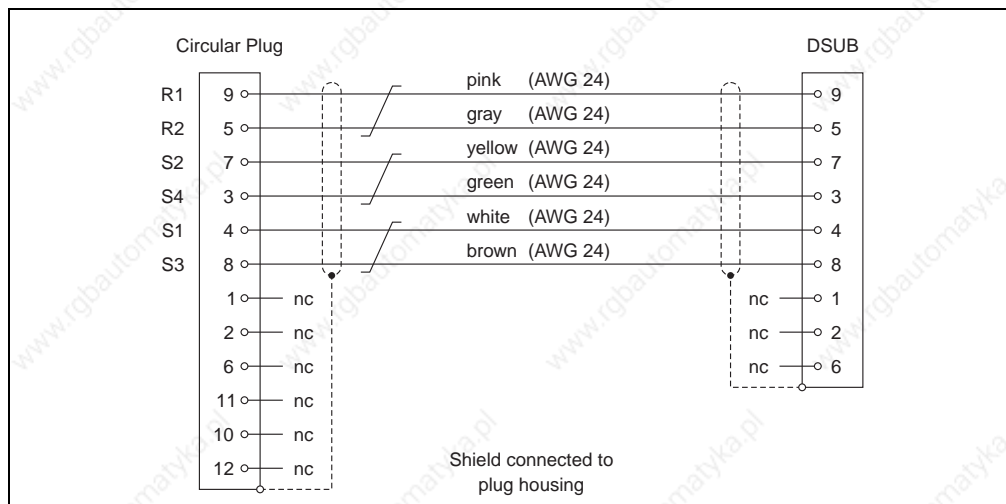 Circular Plug DSUB
R1 9 pink (AWG 24) 9
R2 5 gray (AWG 24) 5
S2 7 yellow (AWG 24) 7
S4 3 green (AWG 24) 3
S1 4 white (AWG 24) 4
S3 8 brown (AWG 24) 8
1 nc nc 1
2 nc nc 2
6 nc nc 6
11 nc
10 nc
12 nc
Shield connected to
plug housing
www.rgbautomatyka.pl